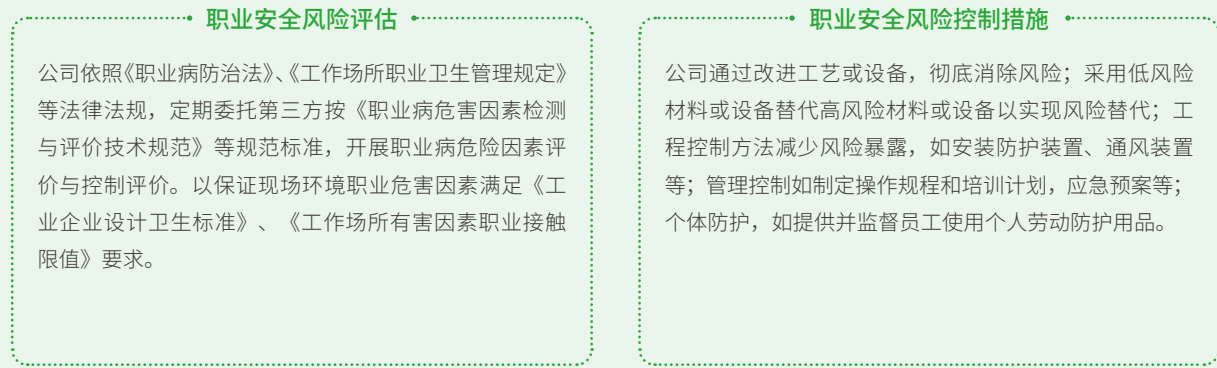 职业安全风险评估
公司依照《职业病防治法》、《工作场所职业卫生管理规定》
等法律法规，定期委托第三方按《职业病危害因素检测
与评价技术规范》等规范标准，开展职业病危险因素评
价与控制评价。以保证现场环境职业危害因素满足《工
业企业设计卫生标准》、《工作场所有害因素职业接触
限值》要求。
职业安全风险控制措施
公司通过改进工艺或设备，彻底消除风险；采用低风险
材料或设备替代高风险材料或设备以实现风险替代；工
程控制方法减少风险暴露，如安装防护装置、通风装置
等；管理控制如制定操作规程和培训计划，应急预案等；
个体防护，如提供并监督员工使用个人劳动防护用品。